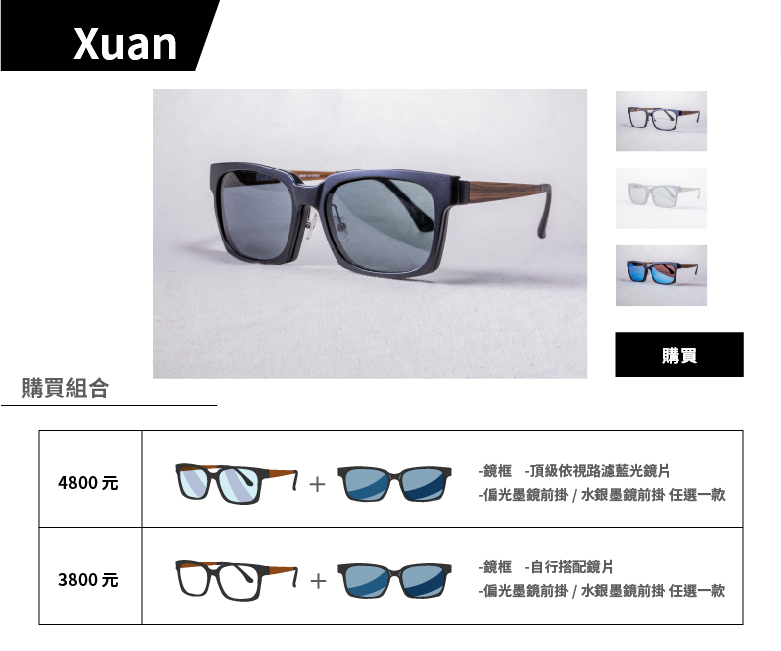 Xuan
購買
購買組合
4800 元
-鏡框 -頂級依視路濾藍光鏡片
-偏光墨鏡前掛 / 水銀墨鏡前掛 任選一款
3800 元
-鏡框 -自行搭配鏡片
-偏光墨鏡前掛 / 水銀墨鏡前掛 任選一款